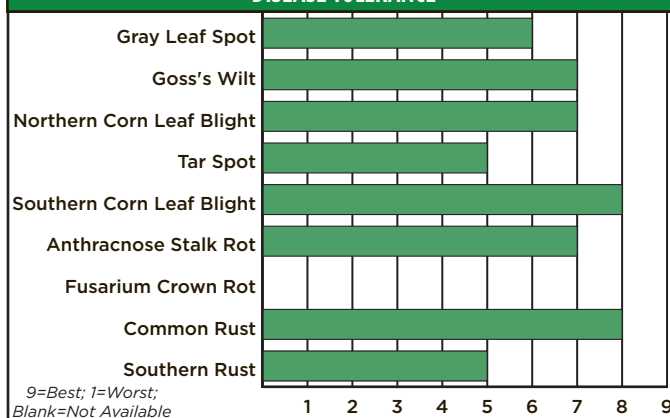 DISEASE TOLERANCE
Gray Leaf Spot
Goss's Wilt
Northern Corn Leaf Blight
Tar Spot
Southern Corn Leaf Blight
Anthracnose Stalk Rot
Fusarium Crown Rot
Common Rust
Southern Rust
9=Best; 1=Worst;
Blank=Not Available
1 2 3 4 5 6 7 8 9